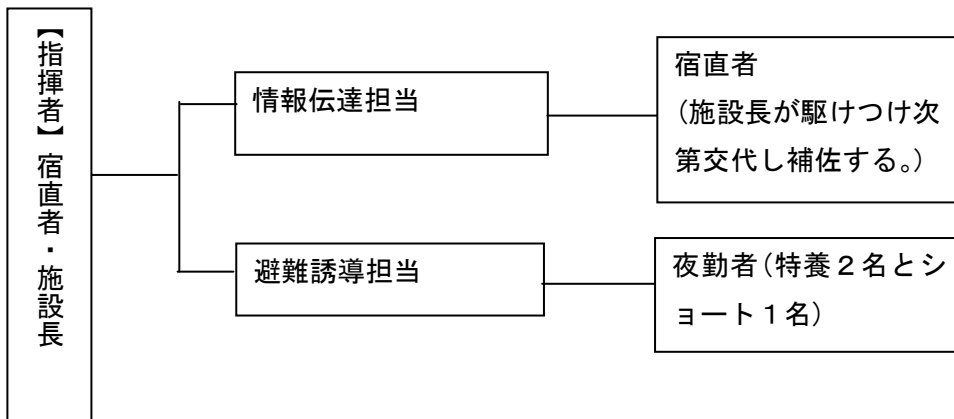 【指揮者】宿直者・施設長
情報伝達担当
宿直者
（施設長が駆けつけ次
第交代し補佐する。）
避難誘導担当
夜勤者（特養２名とシ
ョート１名）